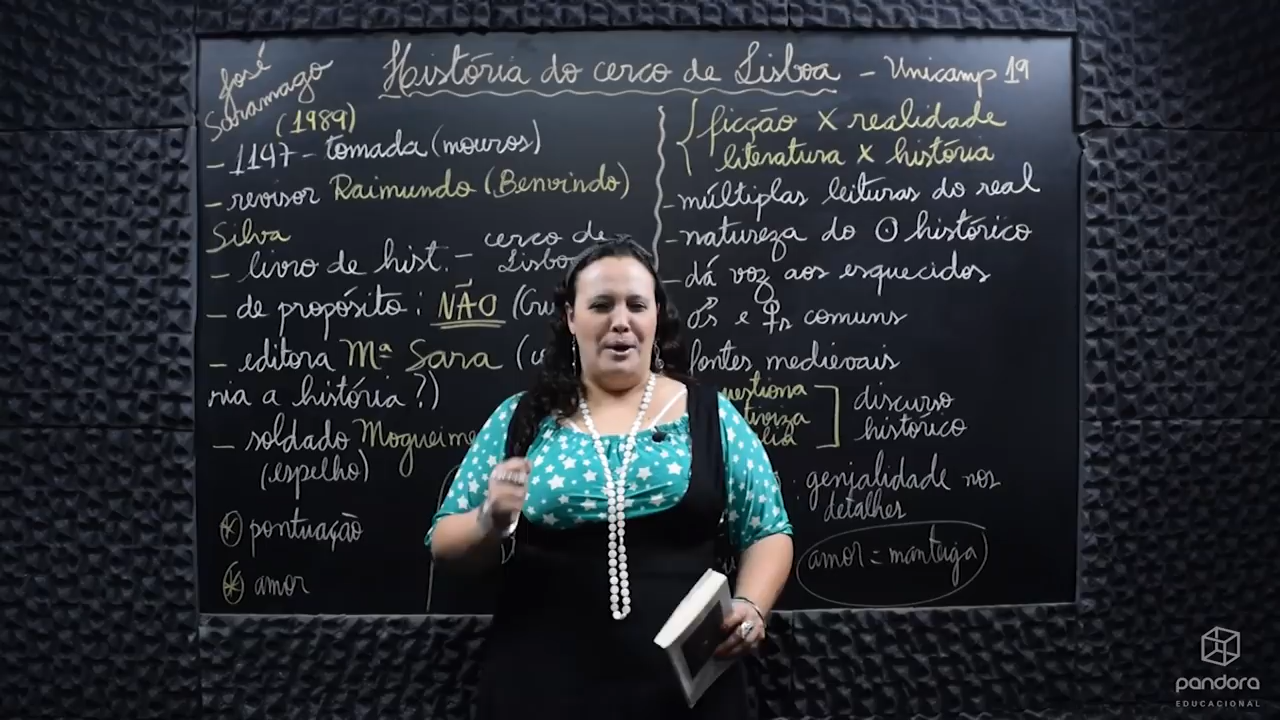 José
Saramago
(1989)
História do cerco de Lisboa - Unicamp 19
- 1147 - tomada (mouros)
- revisor Raimundo (Benvindo)
Silva
- livro de hist. - cerco de
Lisboa
- de propósito : NÃO
- editora Mª Sara
ria a história?)
- soldado Mogueime
(espelho)
* pontuação
* amor
ficção X realidade
literatura X história
- múltiplas leituras do real
- natureza do O histórico
- dá voz aos esquecidos
♂s e ♀s comuns
fontes medievais
discurso
histórico
genialidade nos
detalhes
amor = manteiga
pandora
EDUCACIONAL